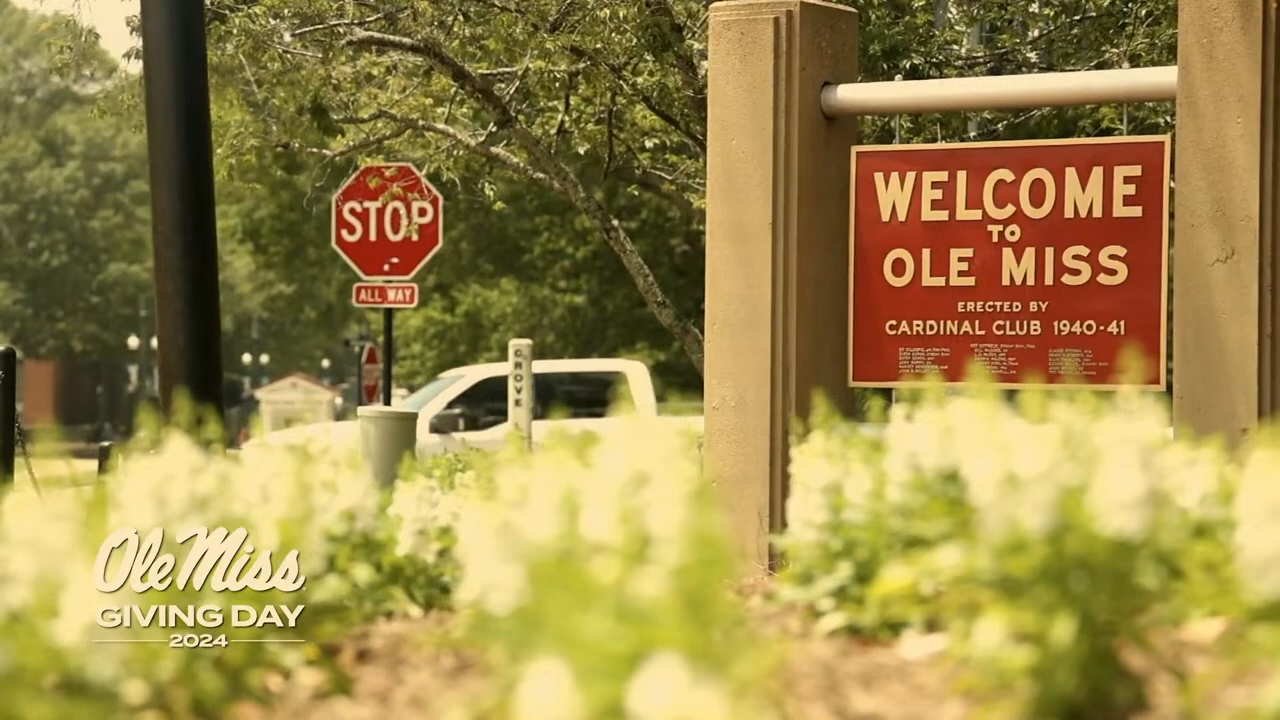 STOP
ALL WAY
GROVE
WELCOME
TO
OLE MISS
ERECTED BY
CARDINAL CLUB 1940-41
Ole Miss
GIVING DAY
2024